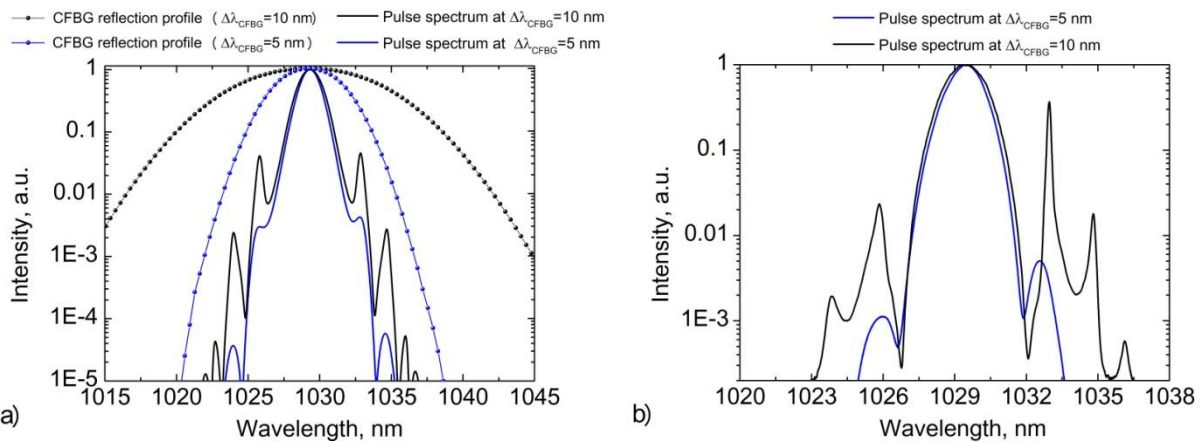 CFBG reflection profile ( Δλ_CFBG=10 nm) Pulse spectrum at Δλ_CFBG=10 nm
CFBG reflection profile ( Δλ_CFBG=5 nm) Pulse spectrum at Δλ_CFBG=5 nm
Intensity, a.u.
1
0.1
0.01
1E-3
1E-4
1E-5
1015 1020 1025 1030 1035 1040 1045
Wavelength, nm
a)
Pulse spectrum at Δλ_CFBG=5 nm
Pulse spectrum at Δλ_CFBG=10 nm
Intensity, a.u.
1
0.1
0.01
1E-3
1020 1023 1026 1029 1032 1035 1038
Wavelength, nm
b)